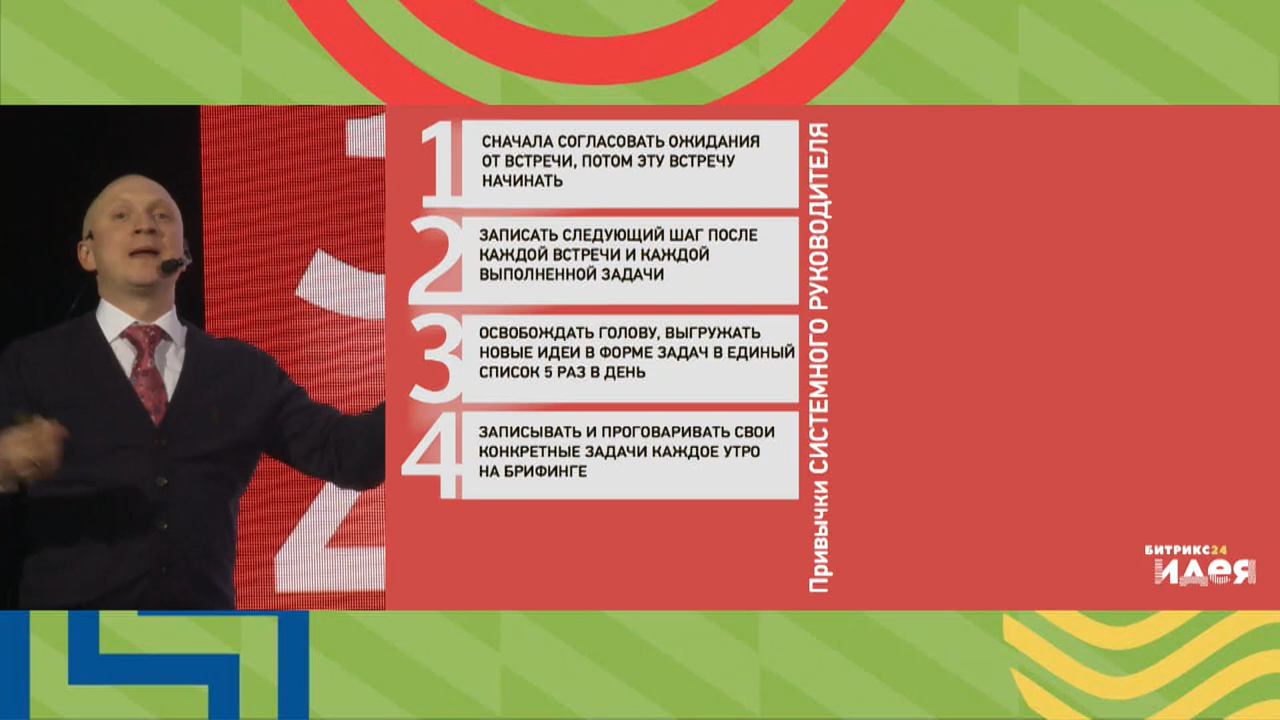 1
СНАЧАЛА СОГЛАСОВАТЬ ОЖИДАНИЯ
ОТ ВСТРЕЧИ, ПОТОМ ЭТУ ВСТРЕЧУ
НАЧИНАТЬ
2
ЗАПИСАТЬ СЛЕДУЮЩИЙ ШАГ ПОСЛЕ
КАЖДОЙ ВСТРЕЧИ И КАЖДОЙ
ВЫПОЛНЕННОЙ ЗАДАЧИ
3
ОСВОБОЖДАТЬ ГОЛОВУ, ВЫГРУЖАТЬ
НОВЫЕ ИДЕИ В ФОРМЕ ЗАДАЧ В ЕДИНЫЙ
СПИСОК 5 РАЗ В ДЕНЬ
4
ЗАПИСЫВАТЬ И ПРОГОВАРИВАТЬ СВОИ
КОНКРЕТНЫЕ ЗАДАЧИ КАЖДОЕ УТРО
НА БРИФИНГЕ
Привычки СИСТЕМНОГО РУКОВОДИТЕЛЯ
БИТРИКС24
идея